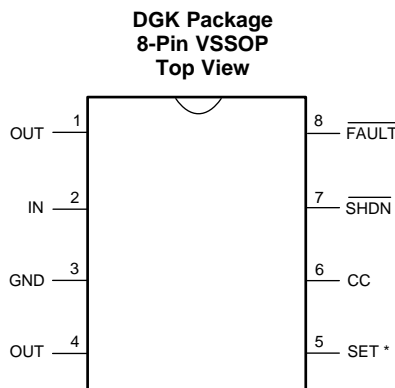 DGK Package
8-Pin VSSOP
Top View
OUT 1
8 FAULT
IN 2
7 SHDN
GND 3
6 CC
OUT 4
5 SET *